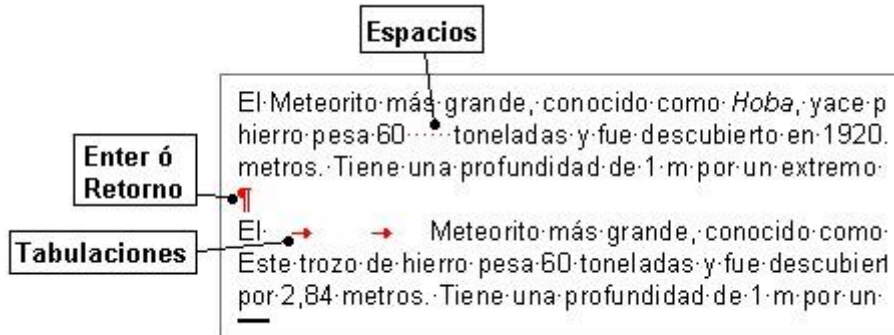 Espacios
El·Meteorito·más·grande,·conocido·como·Hoba,·yace·p
hierro·pesa·60·····toneladas·y·fue·descubierto·en·1920.
metros.·Tiene·una·profundidad·de·1·m·por·un·extremo·
Enter ó
Retorno
¶
Tabulaciones
El·→→Meteorito·más·grande,·conocido·como·
Este·trozo·de·hierro·pesa·60·toneladas·y·fue·descubiert
por·2,84·metros.·Tiene·una·profundidad·de·1·m·por·un·